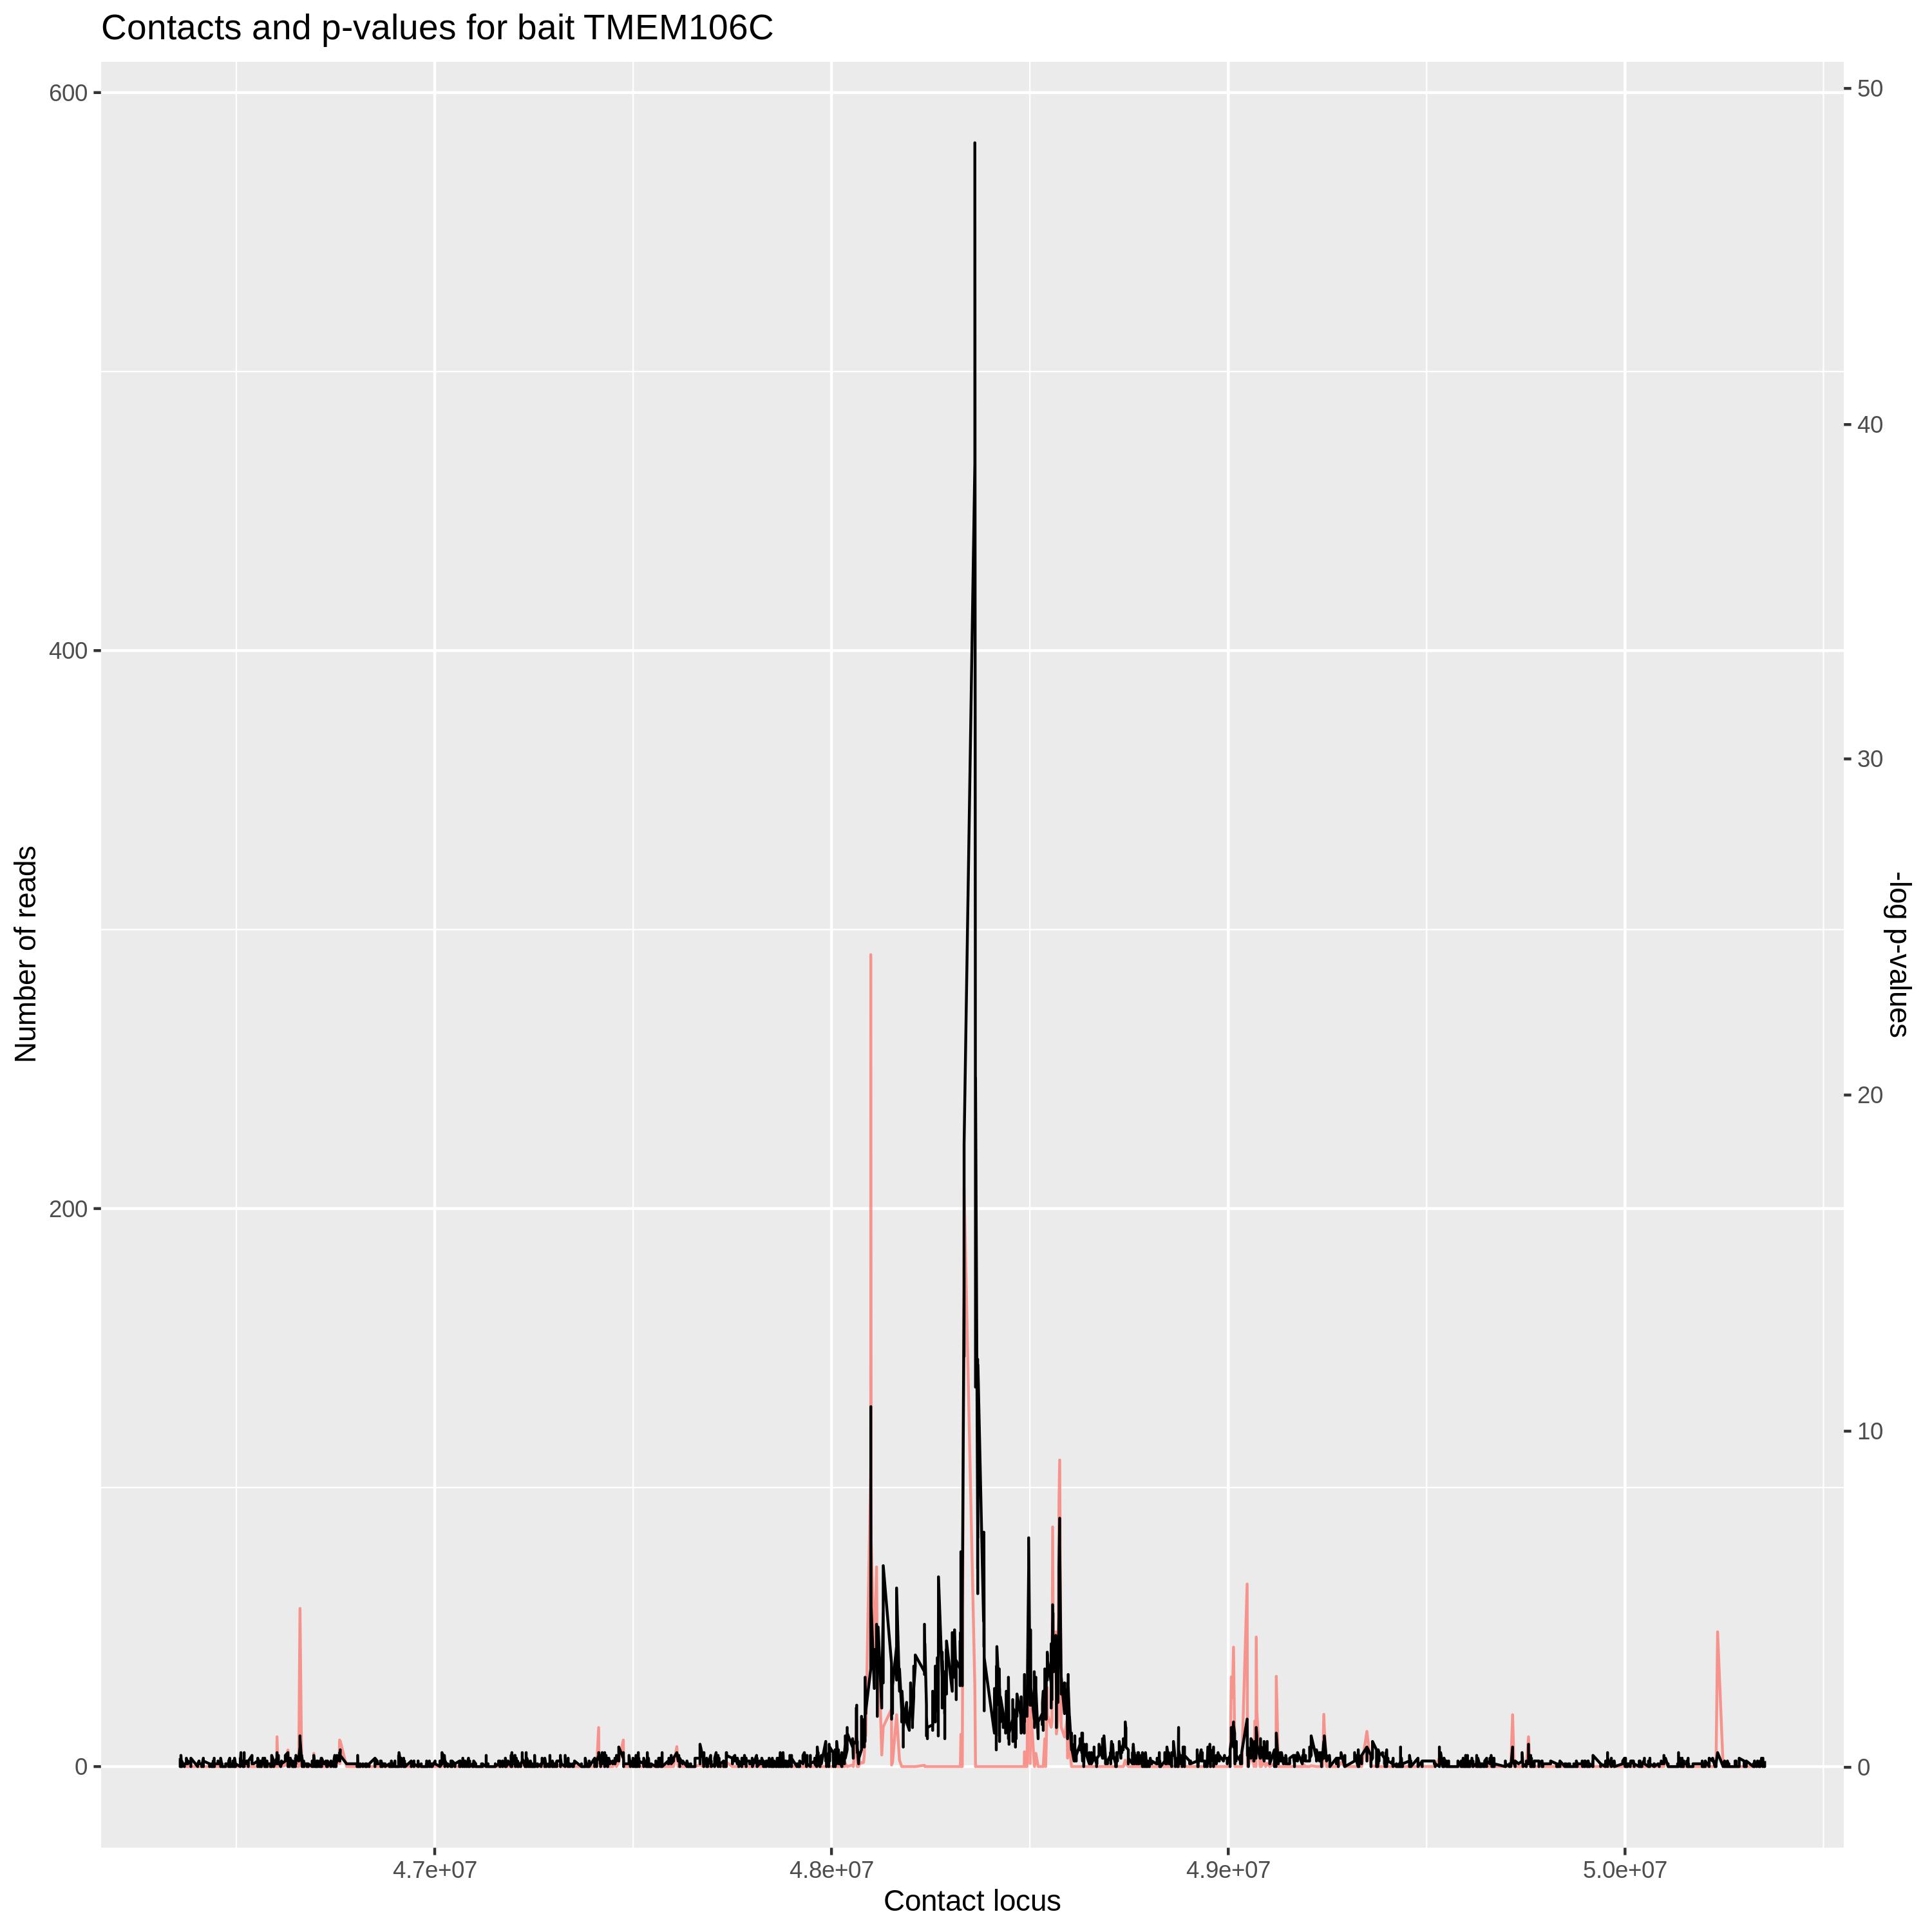 Contacts and p-values for bait TMEM106C
600
400
200
0
Number of reads
50
40
30
20
10
0
-log p-values
4.7e+07
4.8e+07
4.9e+07
5.0e+07
Contact locus